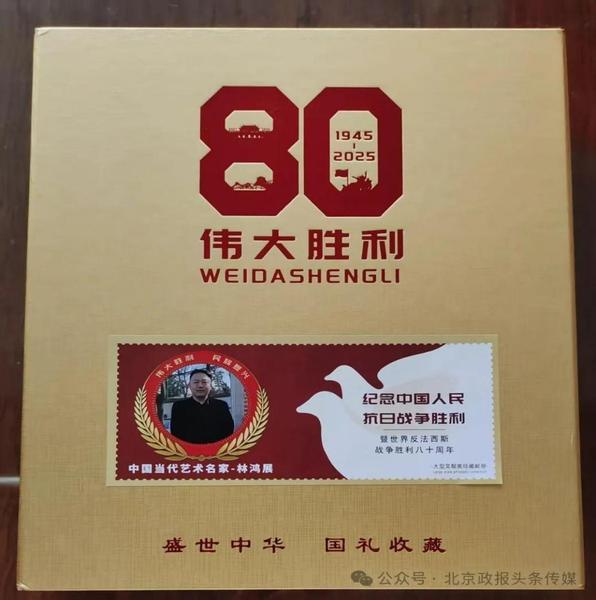 80
1945
-
2025
伟大胜利
WEIDASHENGLI
伟大胜利 民族复兴
中国当代艺术名家-林鸿展
纪念中国人民
抗日战争胜利
暨世界反法西斯
战争胜利八十周年
盛世中华 国礼收藏
公众号·北京政报头条传媒